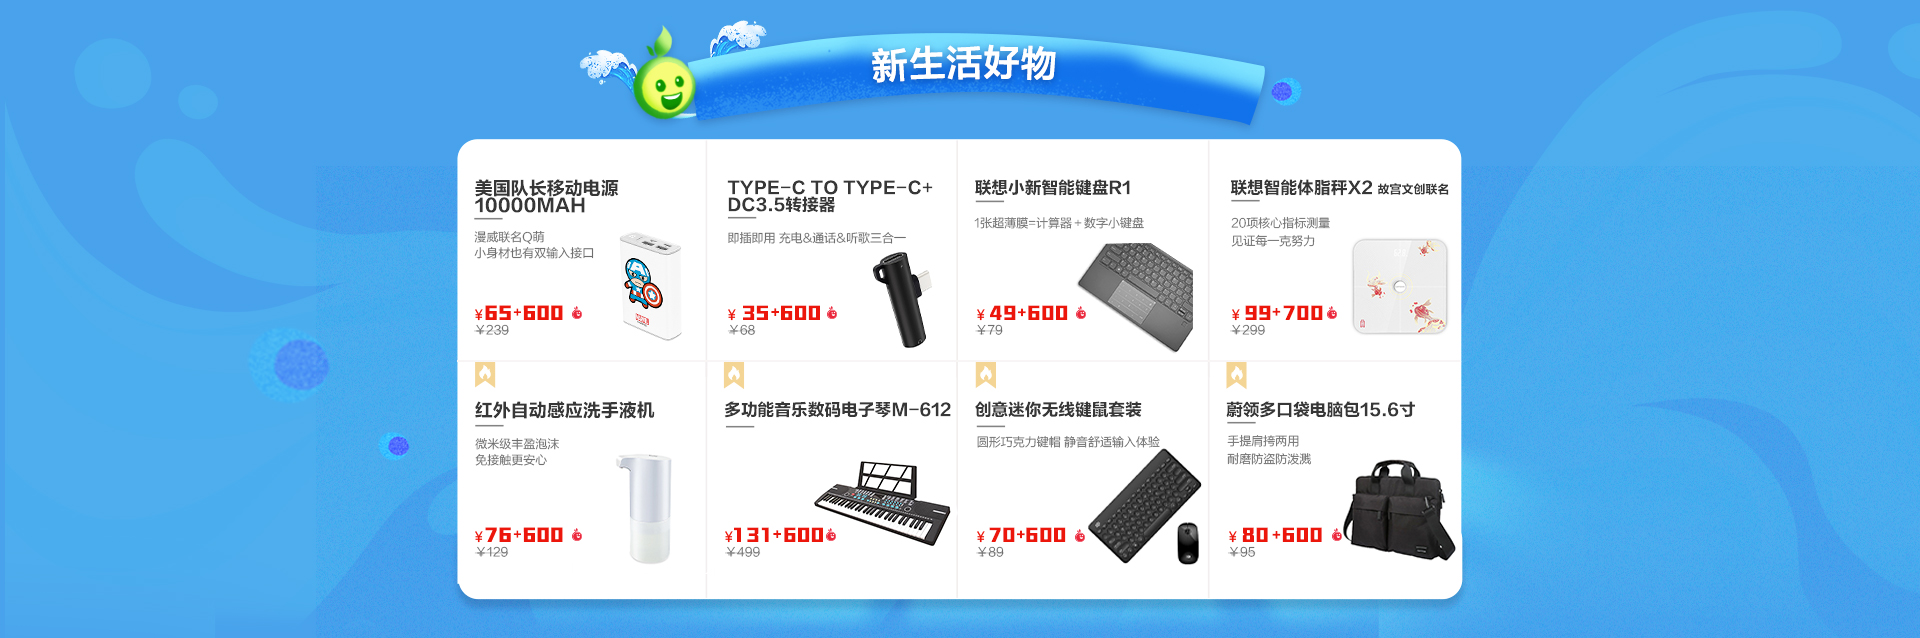 新生活好物
美国队长移动电源
10000MAH
漫威联名Q萌
小身材也有双输入接口
¥65+600
¥239
TYPE-C TO TYPE-C+
DC3.5转接器
即插即用 充电&通话&听歌三合一
¥ 35+600
¥68
联想小新智能键盘R1
1张超薄膜=计算器+数字小键盘
¥ 49+600
¥79
联想智能体脂秤X2 故宫文创联名
20项核心指标测量
见证每一克努力
¥ 99+700
¥299
红外自动感应洗手液机
微米级丰盈泡沫
免接触更安心
¥76+600
¥129
多功能音乐数码电子琴M-612
¥131+600
¥499
创意迷你无线键鼠套装
圆形巧克力键帽 静音舒适输入体验
¥ 70+600
¥89
蔚领多口袋电脑包15.6寸
手提肩挎两用
耐磨防盗防泼溅
¥ 80+600
¥95